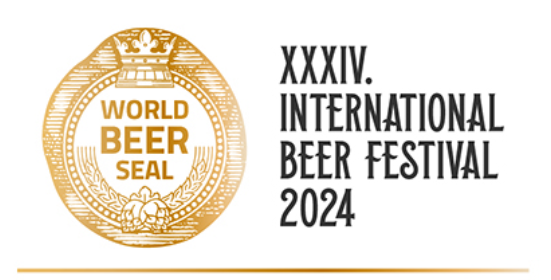 WORLD
BEER
SEAL
XXXIV.
INTERNATIONAL
BEER FESTIVAL
2024